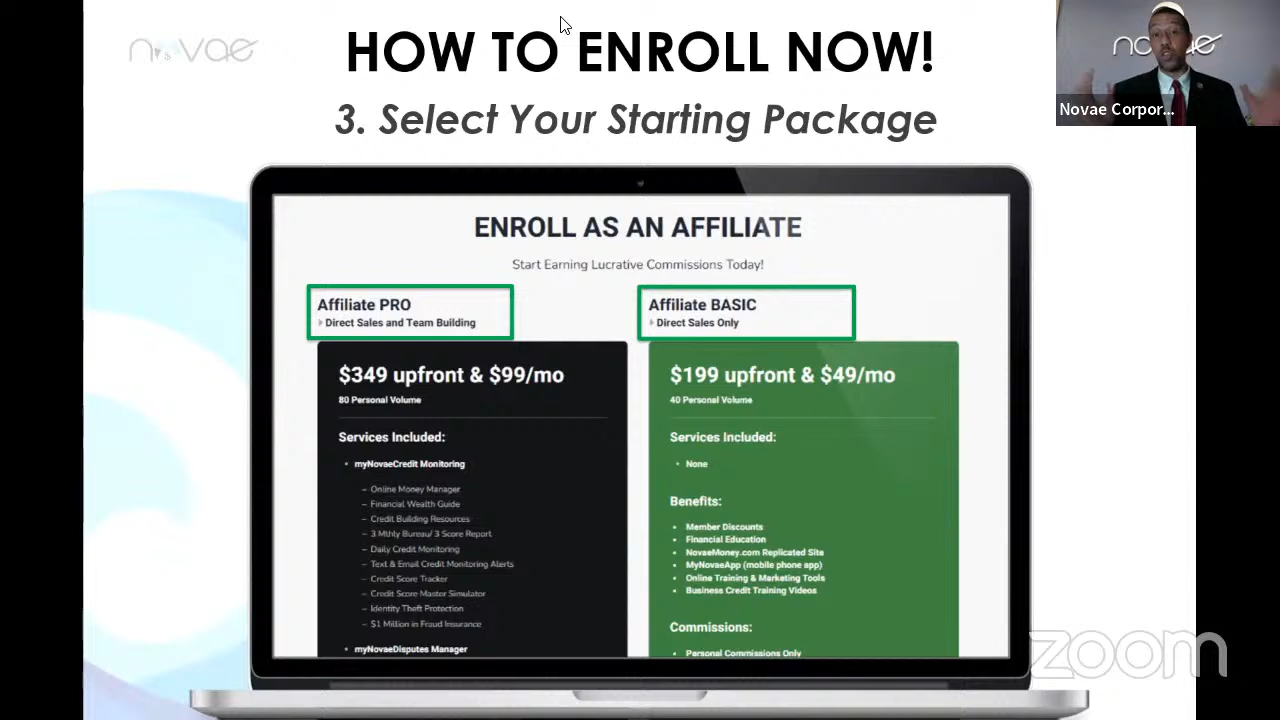 novae
HOW TO ENROLL NOW!
3. Select Your Starting Package
novae
Novae Corpor...
ENROLL AS AN AFFILIATE
Start Earning Lucrative Commissions Today!
Affiliate PRO
Direct Sales and Team Building
$349 upfront & $99/mo
80 Personal Volume
Services Included:
• myNovaeCredit Monitoring
– Online Money Manager
– Financial Wealth Guide
– Credit Building Resources
– 3 Mthly Bureau/ 3 Score Report
– Daily Credit Monitoring
– Text & Email Credit Monitoring Alerts
– Credit Score Tracker
– Credit Score Master Simulator
– Identity Theft Protection
– $1 Million in Fraud Insurance
• myNovaeDisputes Manager
Affiliate BASIC
Direct Sales Only
$199 upfront & $49/mo
40 Personal Volume
Services Included:
• None
Benefits:
• Member Discounts
• Financial Education
• NovaeMoney.com Replicated Site
• MyNovaeApp (mobile phone app)
• Online Training & Marketing Tools
• Business Credit Training Videos
Commissions:
• Personal Commissions Only
zoom